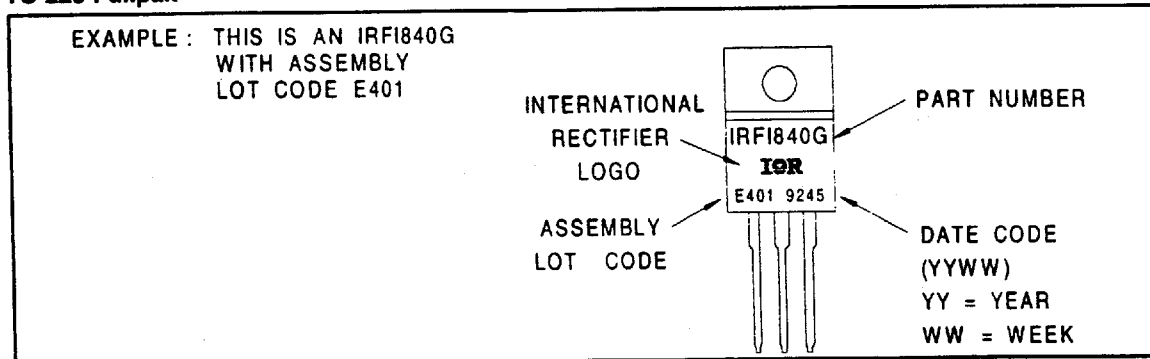 EXAMPLE : THIS IS AN IRFI840G
WITH ASSEMBLY
LOT CODE E401
INTERNATIONAL
RECTIFIER
LOGO
ASSEMBLY
LOT CODE
IRFI840G
IOR
E401 9245
PART NUMBER
DATE CODE
(YYWW)
YY = YEAR
WW = WEEK